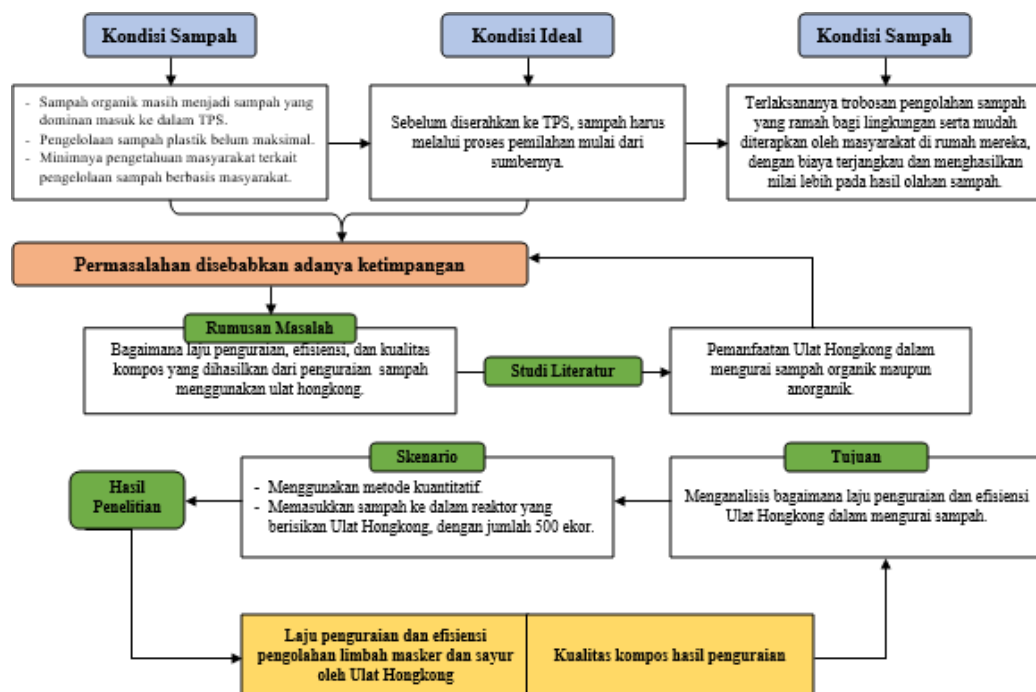 Kondisi Sampah
Kondisi Ideal
Kondisi Sampah
- Sampah organik masih menjadi sampah yang
dominan masuk ke dalam TPS.
- Pengelolaan sampah plastik belum maksimal.
- Minimnya pengetahuan masyarakat terkait
pengelolaan sampah berbasis masyarakat.
Sebelum diserahkan ke TPS, sampah harus
melalui proses pemilahan mulai dari
sumbernya.
Terlaksananya trobosan pengolahan sampah
yang ramah bagi lingkungan serta mudah
diterapkan oleh masyarakat di rumah mereka,
dengan biaya terjangkau dan menghasilkan
nilai lebih pada hasil olahan sampah.
Permasalahan disebabkan adanya ketimpangan
Rumusan Masalah
Bagaimana laju penguraian, efisiensi, dan kualitas
kompos yang dihasilkan dari penguraian sampah
menggunakan ulat hongkong.
Studi Literatur
Pemanfaatan Ulat Hongkong dalam
mengurai sampah organik maupun
anorganik.
Tujuan
Menganalisis bagaimana laju penguraian dan efisiensi
Ulat Hongkong dalam mengurai sampah.
Skenario
- Menggunakan metode kuantitatif.
- Memasukkan sampah ke dalam reaktor yang
berisikan Ulat Hongkong, dengan jumlah 500 ekor.
Hasil
Penelitian
Laju penguraian dan efisiensi
pengolahan limbah masker dan sayur
oleh Ulat Hongkong
Kualitas kompos hasil penguraian